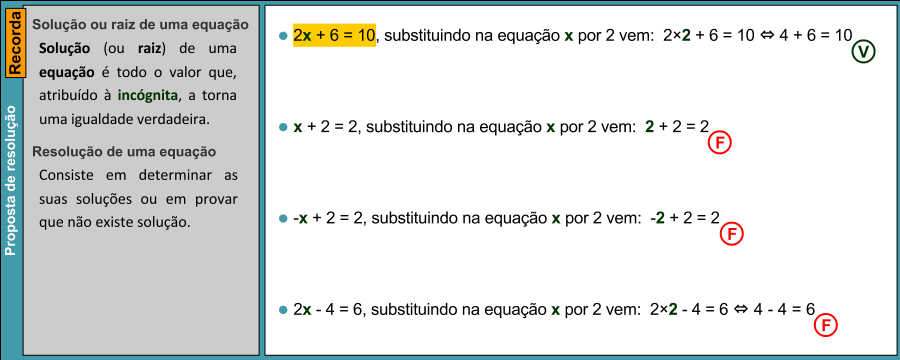 Recorda
Proposta de resolução
Solução ou raiz de uma equação
Solução (ou raiz) de uma
equação é todo o valor que,
atribuído à incógnita, a torna
uma igualdade verdadeira.
Resolução de uma equação
Consiste em determinar as
suas soluções ou em provar
que não existe solução.
2x + 6 = 10, substituindo na equação x por 2 vem: 2×2 + 6 = 10 ⇔ 4 + 6 = 10
V
x + 2 = 2, substituindo na equação x por 2 vem: 2 + 2 = 2
F
-x + 2 = 2, substituindo na equação x por 2 vem: -2 + 2 = 2
F
2x - 4 = 6, substituindo na equação x por 2 vem: 2×2 - 4 = 6 ⇔ 4 - 4 = 6
F